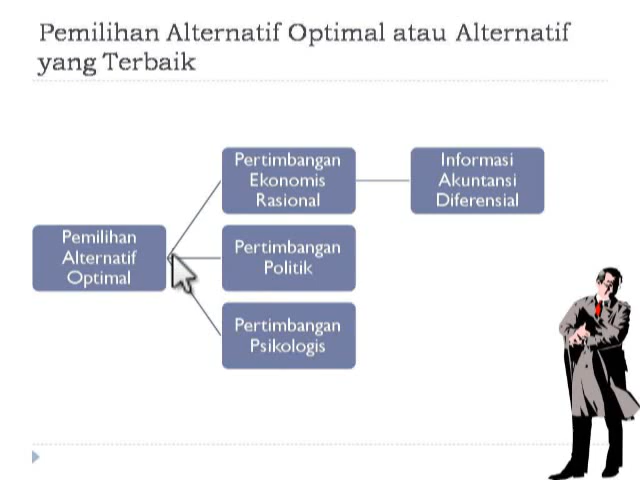 Pemilihan Alternatif Optimal atau Alternatif
yang Terbaik
Pertimbangan
Ekonomis
Rasional
Informasi
Akuntansi
Diferensial
Pemilihan
Alternatif
Optimal
Pertimbangan
Politik
Pertimbangan
Psikologis